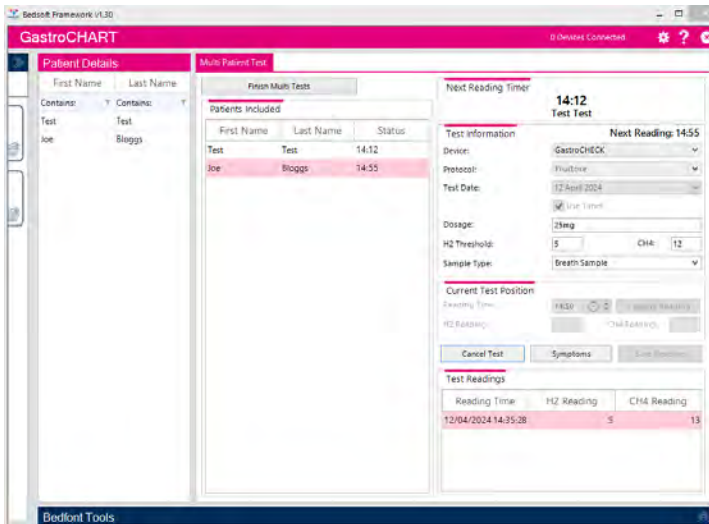 Bedsoft Framework v1.30
GastroCHART
0 Devices Connected
Patient Details
First Name Last Name
Contains: Contains:
Test Test
Joe Bloggs
Multi Patient Test
Finish Multi Tests
Patients Included
First Name Last Name Status
Test Test 14:12
Joe Bloggs 14:55
Next Reading Timer
14:12
Test Test
Test Information Next Reading: 14:55
Device: GastroCHECK
Protocol: Fructose
Test Date: 12 April 2024
Use Timer
Dosage: 25mg
H2 Threshold: 5 CH4: 12
Sample Type: Breath Sample
Current Test Position
Reading Time: 14:50
H2 Reading: CH4 Reading:
Cancel Test Symptoms
Test Readings
Reading Time H2 Reading CH4 Reading
12/04/2024 14:35:28 5 13
Bedfont Tools